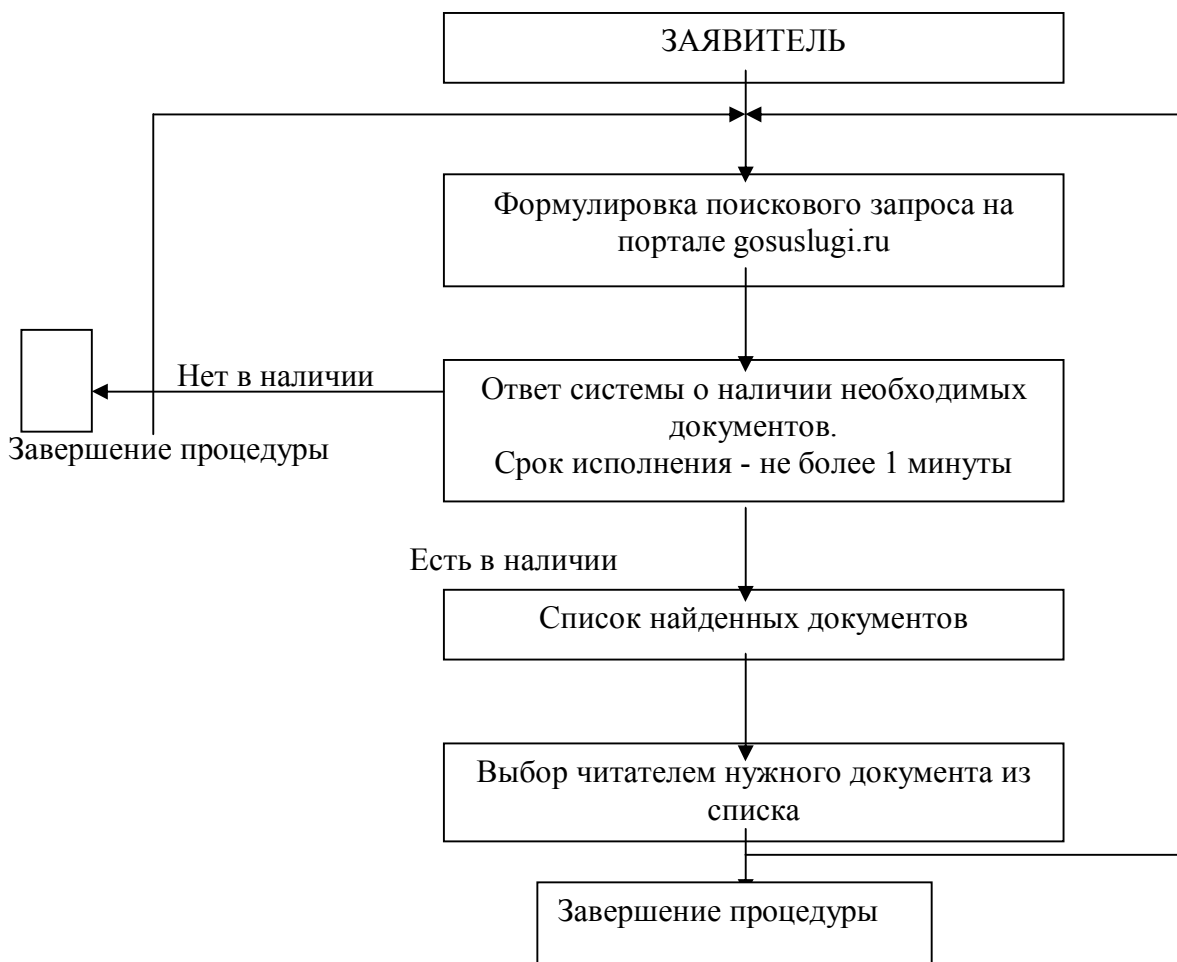 ЗАЯВИТЕЛЬ
Формулировка поискового запроса на
портале gosuslugi.ru
Нет в наличии
Ответ системы о наличии необходимых
документов.
Срок исполнения - не более 1 минуты
Завершение процедуры
Есть в наличии
Список найденных документов
Выбор читателем нужного документа из
списка
Завершение процедуры